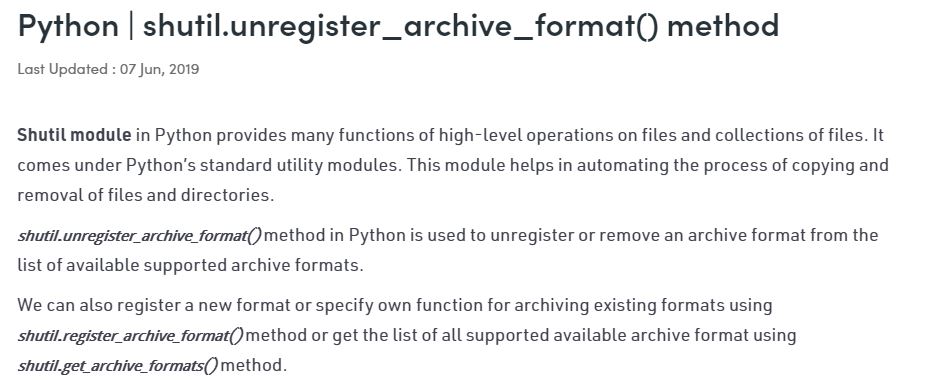 Python | shutil.unregister_archive_format() method
Last Updated : 07 Jun, 2019
Shutil module in Python provides many functions of high-level operations on files and collections of files. It
comes under Python’s standard utility modules. This module helps in automating the process of copying and
removal of files and directories.
shutil.unregister_archive_format() method in Python is used to unregister or remove an archive format from the
list of available supported archive formats.
We can also register a new format or specify own function for archiving existing formats using
shutil.register_archive_format() method or get the list of all supported available archive format using
shutil.get_archive_formats() method.